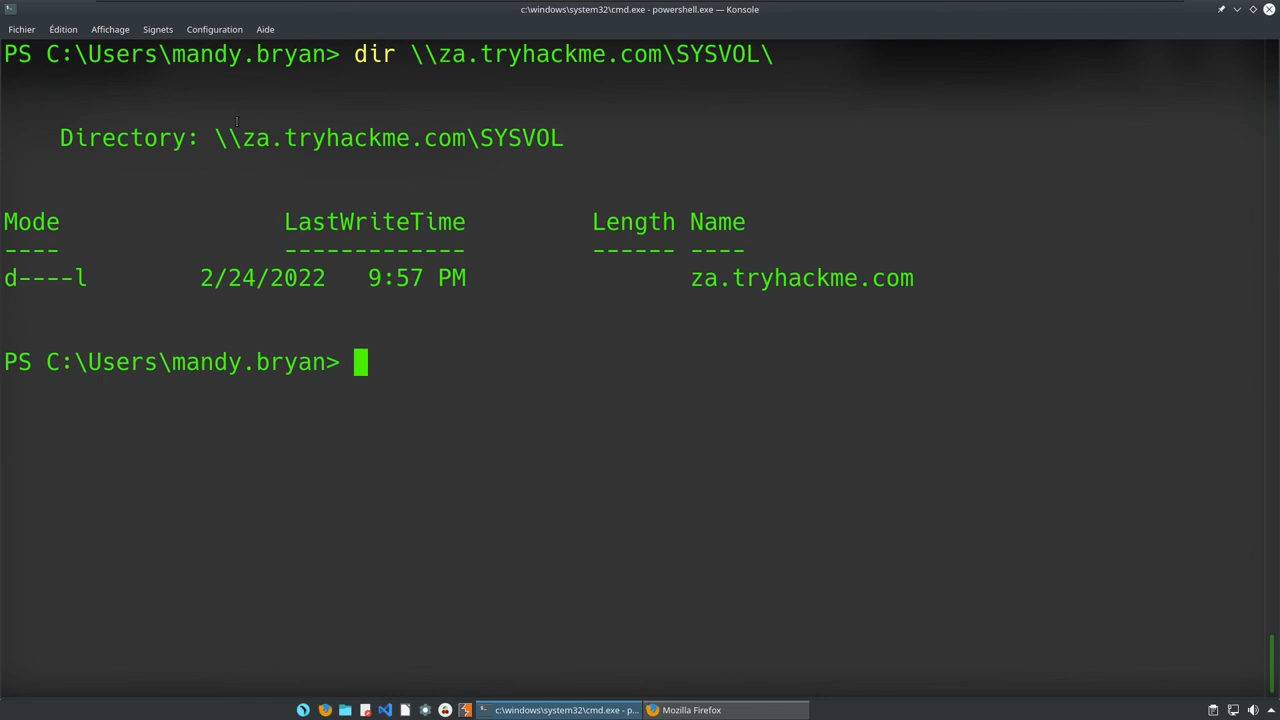 c:\windows\system32\cmd.exe - powershell.exe — Konsole
Fichier Édition Affichage Signets Configuration Aide
PS C:\Users\mandy.bryan> dir \\za.tryhackme.com\SYSVOL\
Directory: \\za.tryhackme.com\SYSVOL
Mode LastWriteTime Length Name
---- ------------- ------ ----
d----l 2/24/2022 9:57 PM za.tryhackme.com
PS C:\Users\mandy.bryan>
c:\windows\system32\cmd.exe - p... Mozilla Firefox